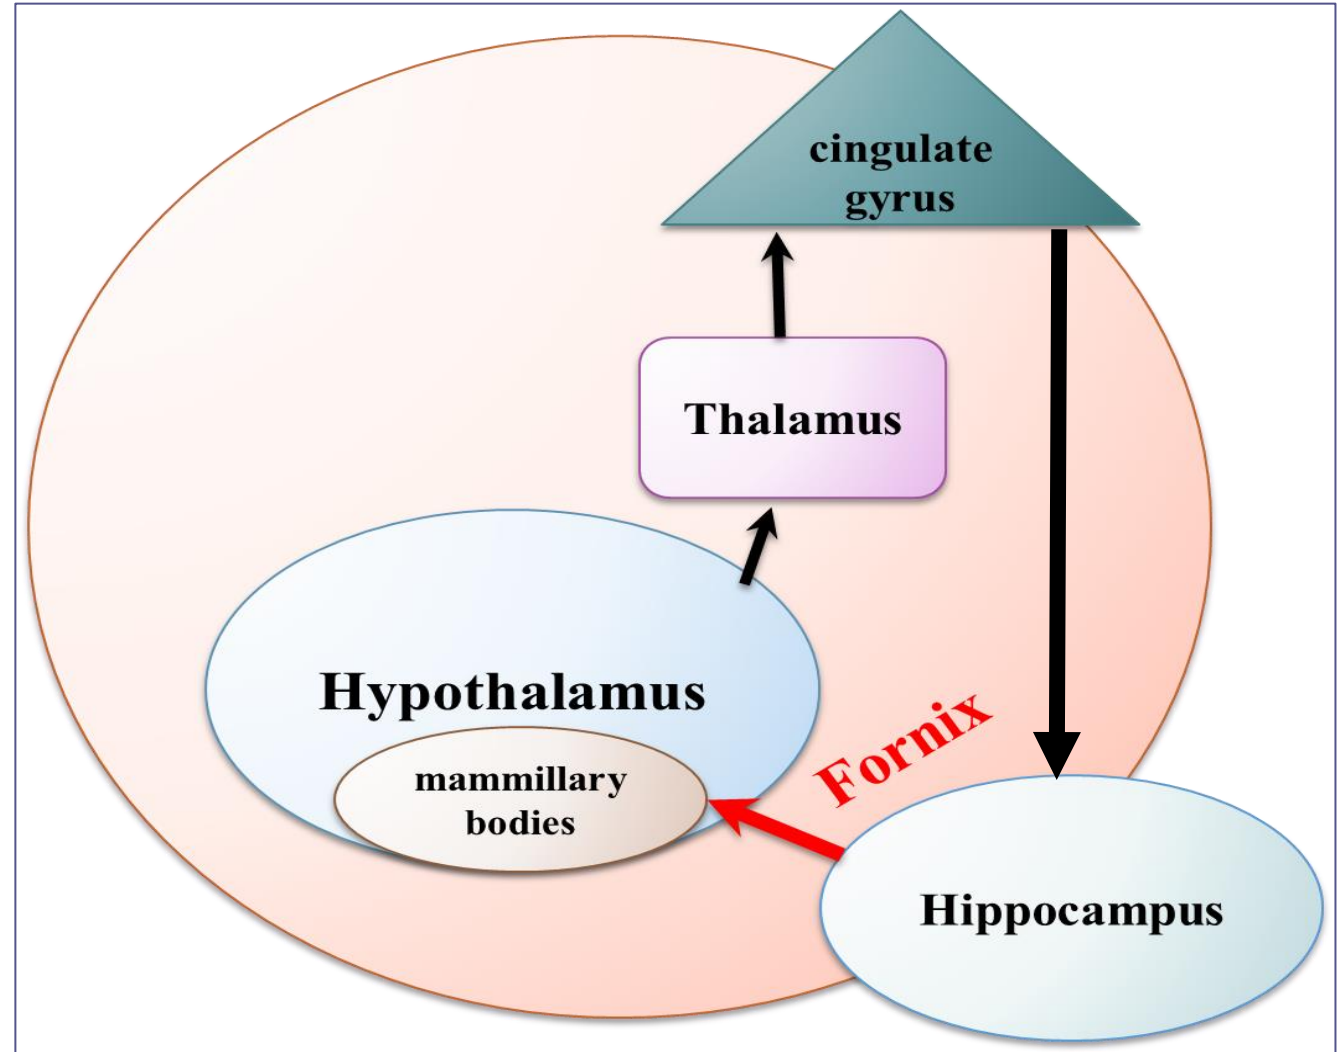 cingulate
gyrus
Thalamus
Hypothalamus
mammillary
bodies
Fornix
Hippocampus